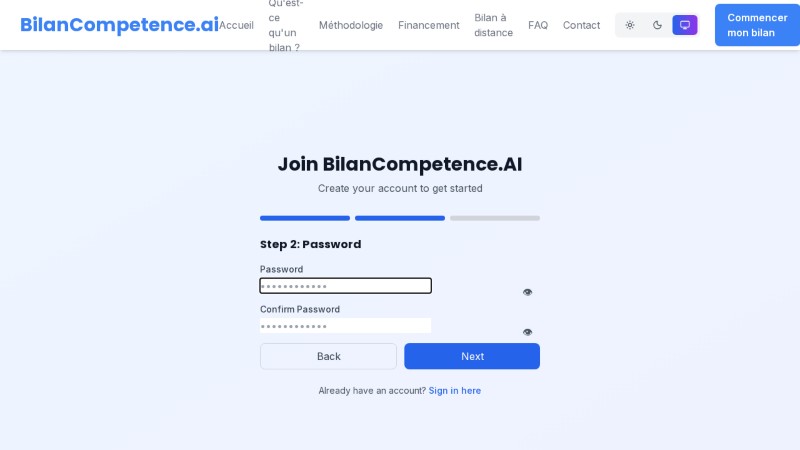 BilanCompetence.ai
Accueil
Qu'est-
ce
qu'un
bilan ?
Méthodologie
Financement
Bilan à
distance
FAQ
Contact
Commencer
mon bilan
Join BilanCompetence.AI
Create your account to get started
Step 2: Password
Password
••••••••••••
Confirm Password
••••••••••••
Back
Next
Already have an account? Sign in here